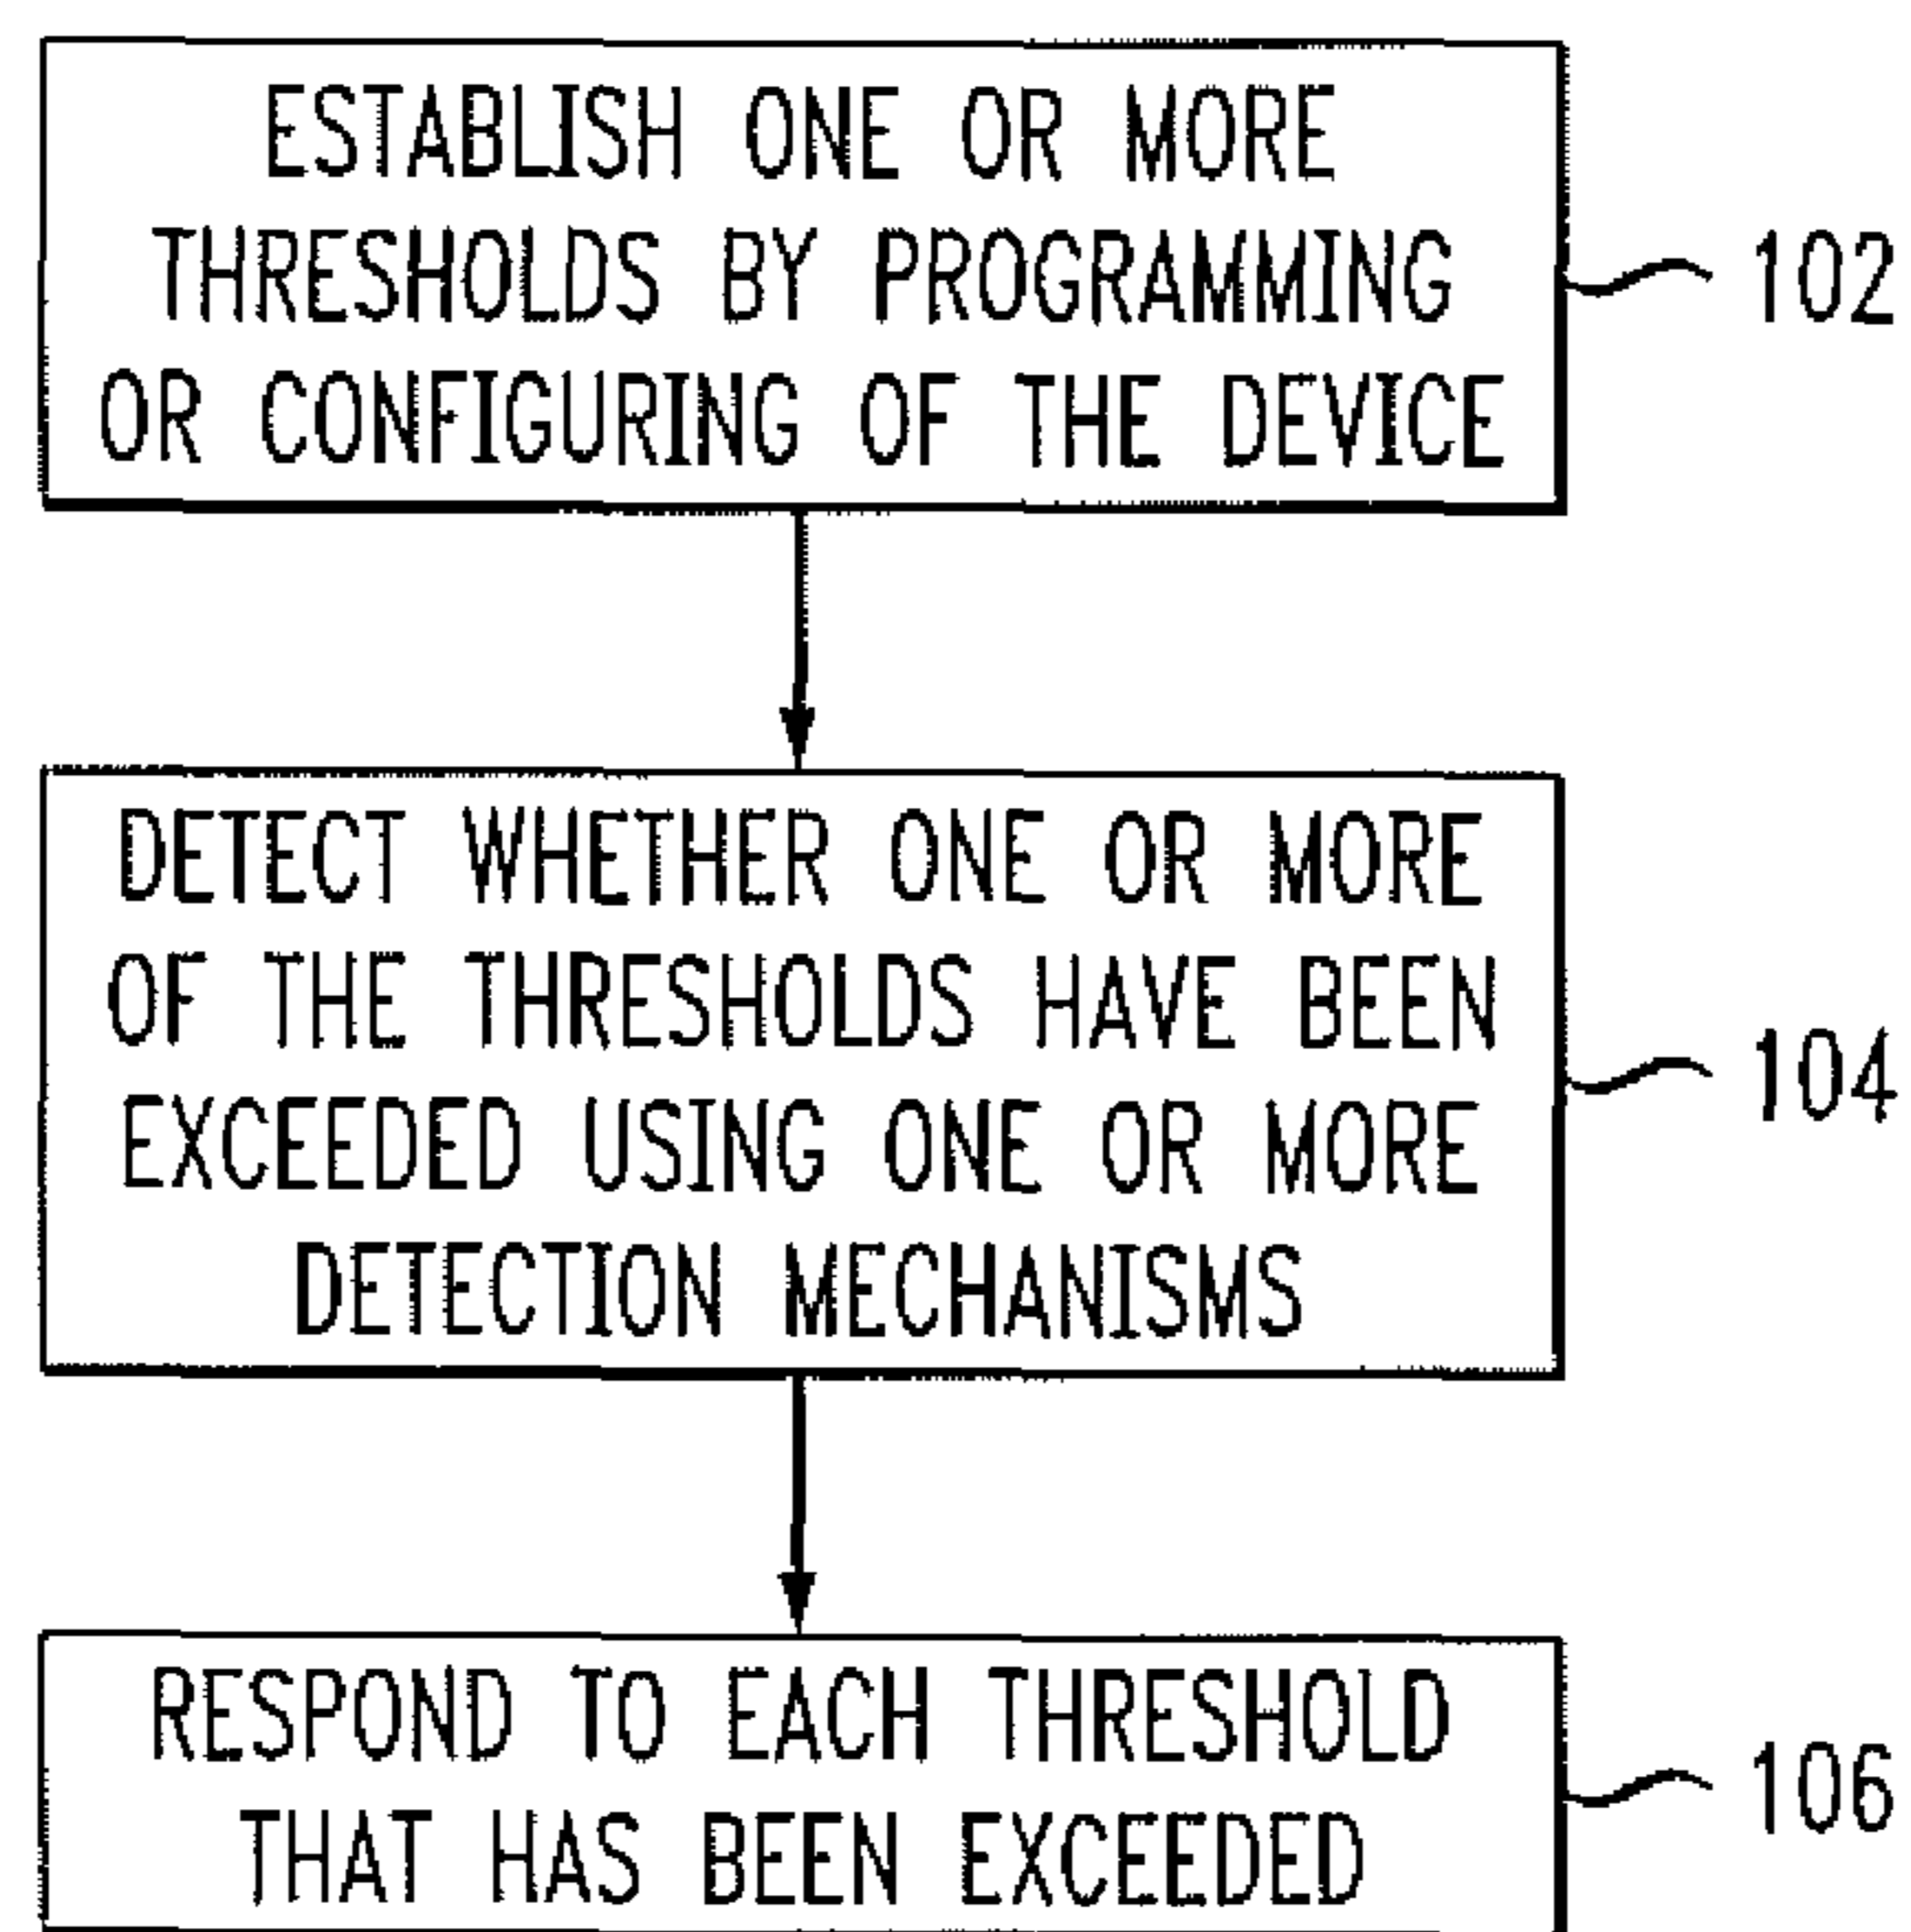 ESTABLISH ONE OR MORE
THRESHOLDS BY PROGRAMMING
OR CONFIGURING OF THE DEVICE
102
DETECT WHETHER ONE OR MORE
OF THE THRESHOLDS HAVE BEEN
EXCEEDED USING ONE OR MORE
DETECTION MECHANISMS
104
RESPOND TO EACH THRESHOLD
THAT HAS BEEN EXCEEDED
106